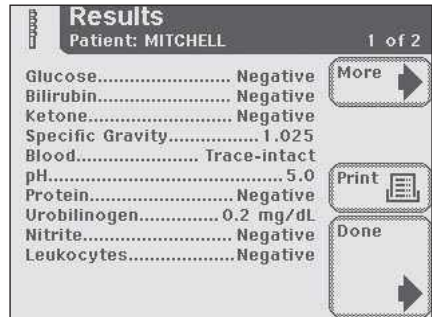 Results
Patient: MITCHELL 1 of 2
Glucose.................... Negative
Bilirubin................... Negative
Ketone..................... Negative
Specific Gravity................ 1.025
Blood..................... Trace-intact
pH........................................ 5.0
Protein..................... Negative
Urobilinogen............. 0.2 mg/dL
Nitrite....................... Negative
Leukocytes.................... Negative
More
Print
Done